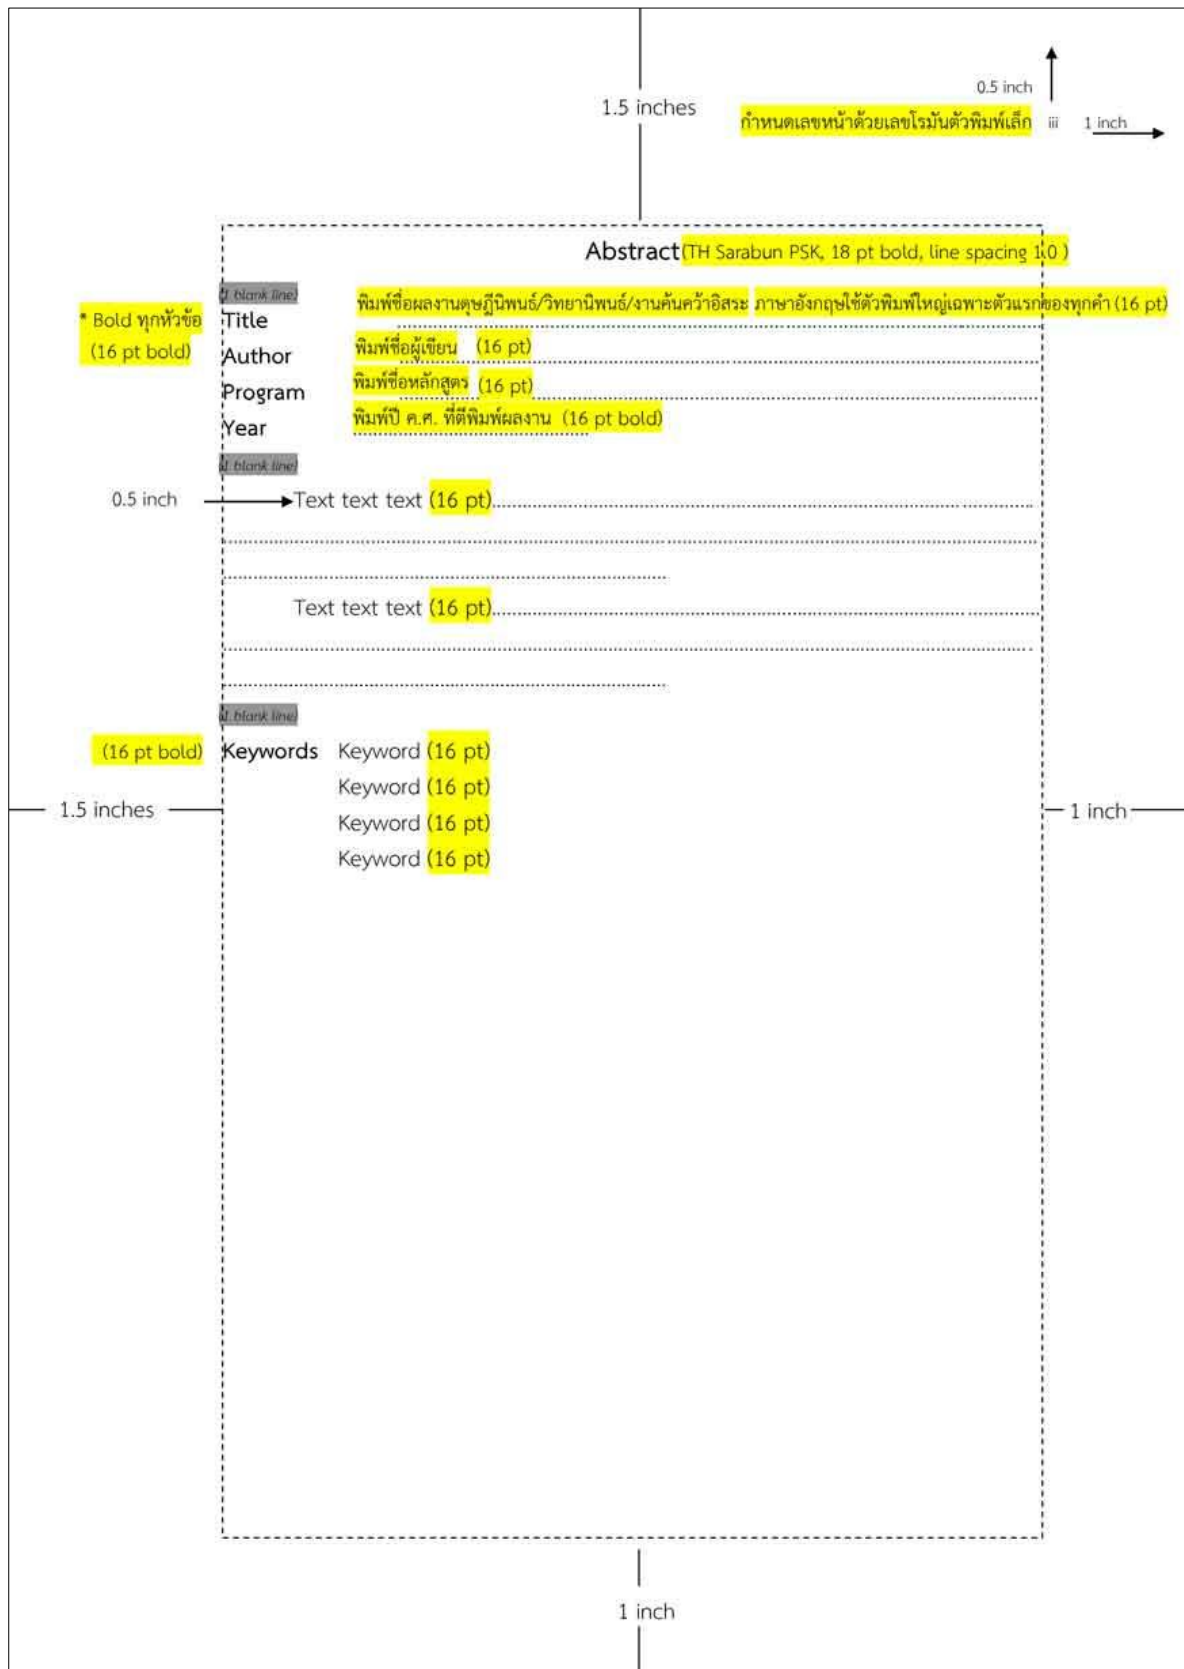 0.5 inch
1.5 inches
กำหนดเลขหน้าด้วยเลขโรมันตัวพิมพ์เล็ก iii 1 inch
Abstract(TH Sarabun PSK, 18 pt bold, line spacing 1.0 )
(1 blank line)
พิมพ์ชื่อผลงานดุษฎีนิพนธ์/วิทยานิพนธ์/งานค้นคว้าอิสระ ภาษาอังกฤษใช้ตัวพิมพ์ใหญ่เฉพาะตัวแรกของทุกคำ (16 pt)
* Bold ทุกหัวข้อ
(16 pt bold)
Title
Author พิมพ์ชื่อผู้เขียน (16 pt)
Program พิมพ์ชื่อหลักสูตร (16 pt)
Year พิมพ์ปี ค.ศ. ที่ตีพิมพ์ผลงาน (16 pt bold)
(1 blank line)
0.5 inch Text text text (16 pt)
Text text text (16 pt)
(1 blank line)
(16 pt bold) Keywords Keyword (16 pt)
Keyword (16 pt)
1.5 inches 1 inch
Keyword (16 pt)
Keyword (16 pt)
1 inch